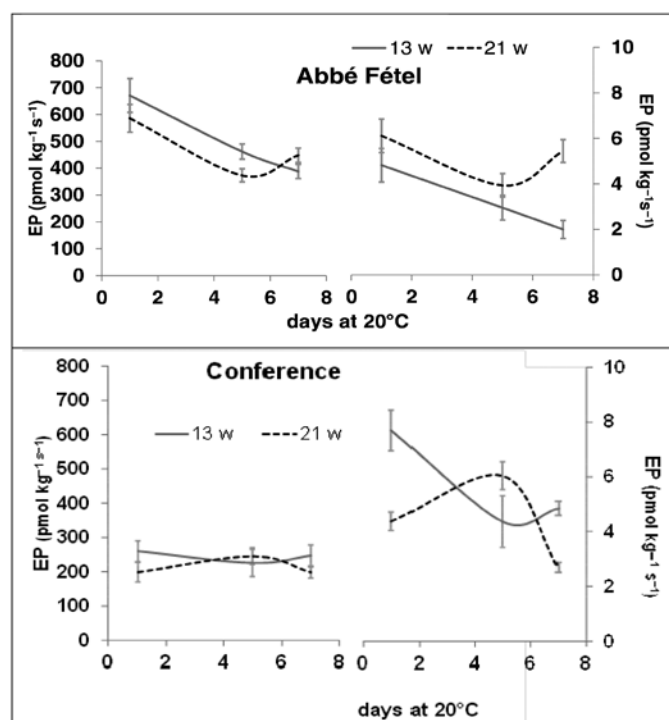 13 w 21 w
Abbé Fétel
EP (pmol kg⁻¹ s⁻¹)
800
700
600
500
400
300
200
100
0
0 2 4 6 8
10
8
6
4
2
0
0 2 4 6 8
EP (pmol kg⁻¹s⁻¹)
days at 20°C
Conference
13 w 21 w
EP (pmol kg⁻¹ s⁻¹)
800
700
600
500
400
300
200
100
0
0 2 4 6 8
10
8
6
4
2
0
0 2 4 6 8
EP (pmol kg⁻¹ s⁻¹)
days at 20°C